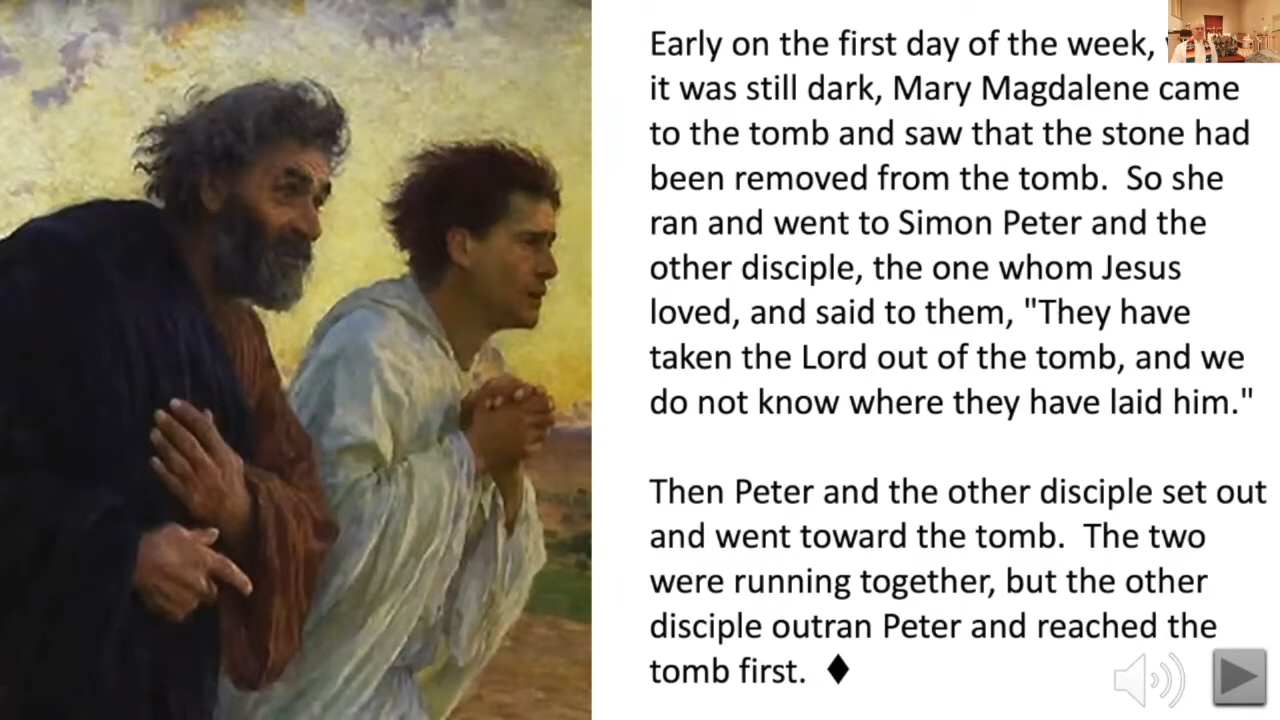 Early on the first day of the week,
it was still dark, Mary Magdalene came
to the tomb and saw that the stone had
been removed from the tomb.  So she
ran and went to Simon Peter and the
other disciple, the one whom Jesus
loved, and said to them, "They have
taken the Lord out of the tomb, and we
do not know where they have laid him."

Then Peter and the other disciple set out
and went toward the tomb.  The two
were running together, but the other
disciple outran Peter and reached the
tomb first.  ♦